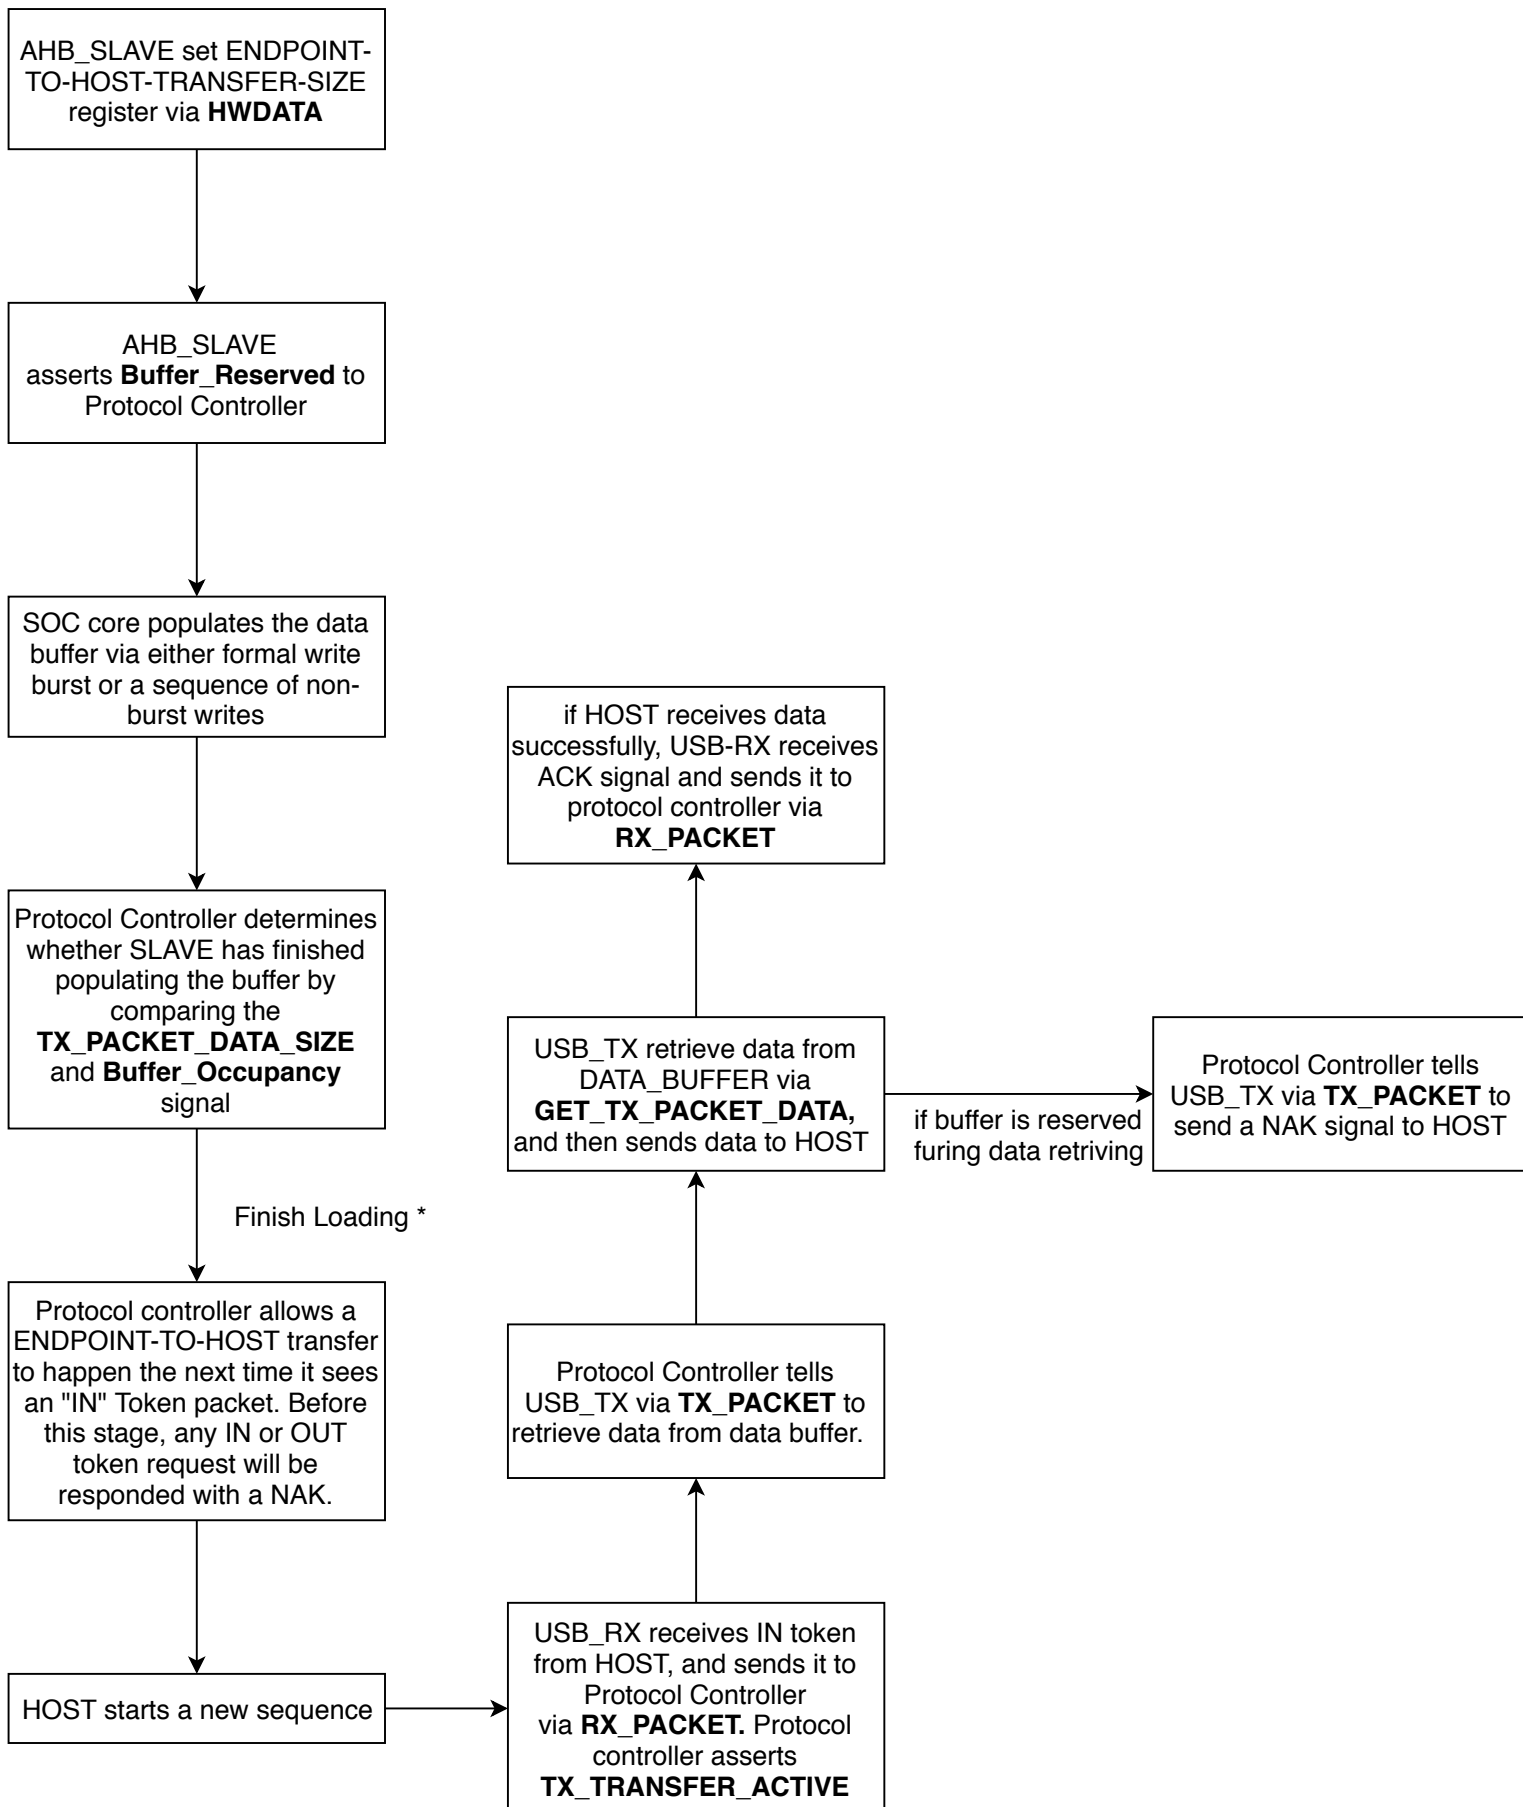 AHB_SLAVE set ENDPOINT-
TO-HOST-TRANSFER-SIZE
register via HWDATA
AHB_SLAVE
asserts Buffer_Reserved to
Protocol Controller
SOC core populates the data
buffer via either formal write
burst or a sequence of non-
burst writes
Protocol Controller determines
whether SLAVE has finished
populating the buffer by
comparing the
TX_PACKET_DATA_SIZE
and Buffer_Occupancy
signal
Finish Loading *
Protocol controller allows a
ENDPOINT-TO-HOST transfer
to happen the next time it sees
an "IN" Token packet. Before
this stage, any IN or OUT
token request will be
responded with a NAK.
HOST starts a new sequence
USB_RX receives IN token
from HOST, and sends it to
Protocol Controller
via RX_PACKET. Protocol
controller asserts
TX_TRANSFER_ACTIVE
Protocol Controller tells
USB_TX via TX_PACKET to
retrieve data from data buffer.
USB_TX retrieve data from
DATA_BUFFER via
GET_TX_PACKET_DATA,
and then sends data to HOST
if HOST receives data
successfully, USB-RX receives
ACK signal and sends it to
protocol controller via
RX_PACKET
if buffer is reserved
furing data retriving
Protocol Controller tells
USB_TX via TX_PACKET to
send a NAK signal to HOST